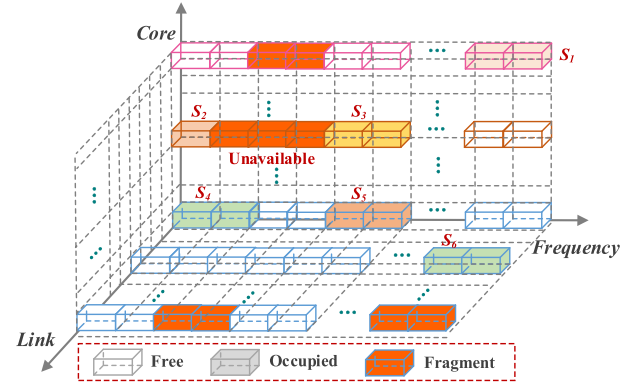 Core
S1
S2
S3
Unavailable
S4
S5
S6
Frequency
Link
Free
Occupied
Fragment